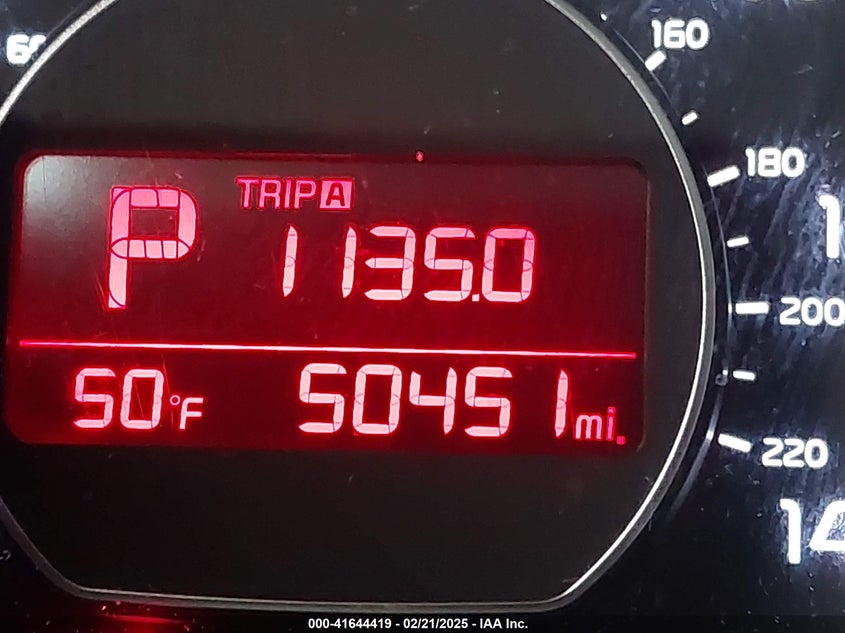 160
180
TRIP A
P 1135.0
200
50°F 50451 mi.
220
000-41644419 - 02/21/2025 - IAA Inc.